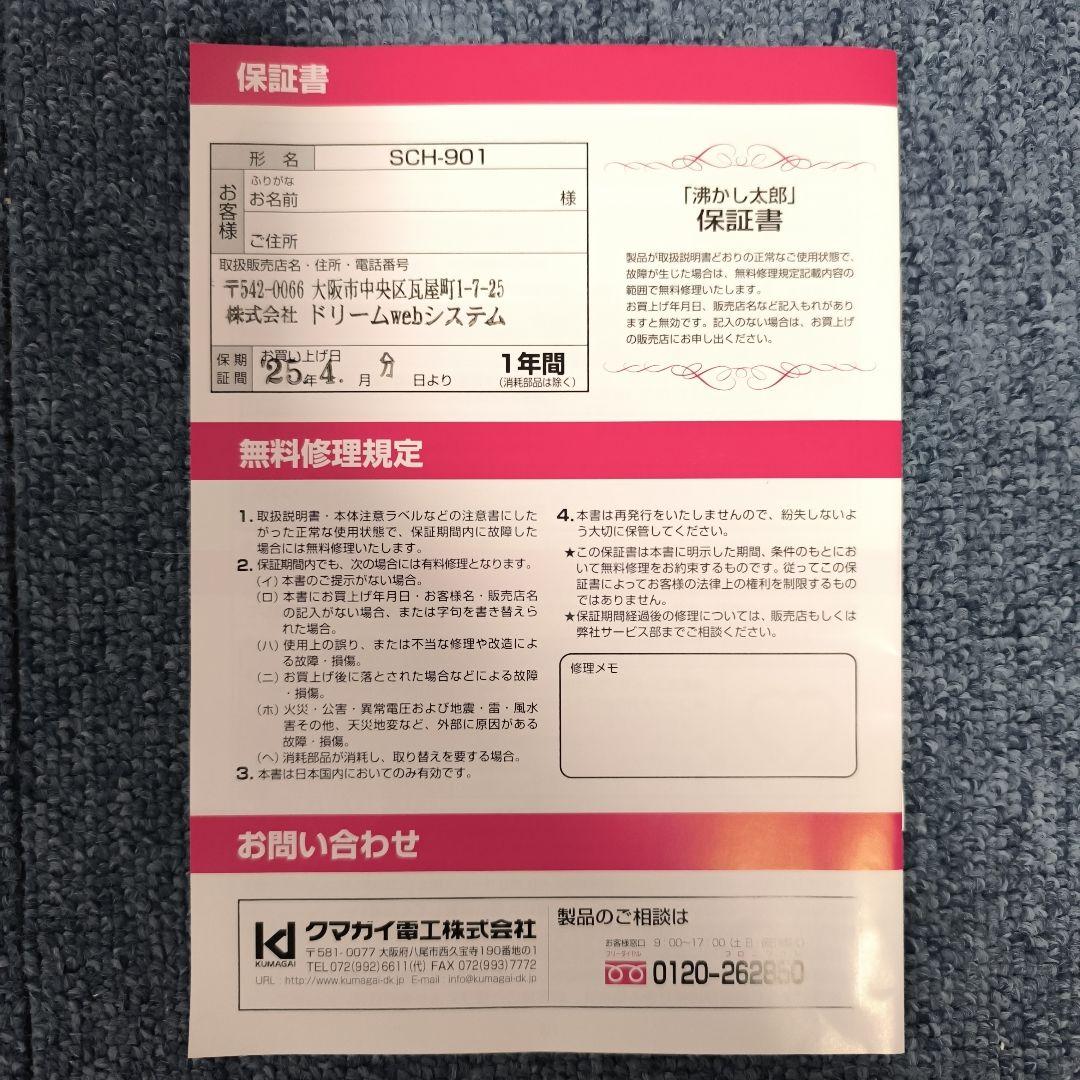 保証書
形 名 SCH-901
お客様
ふりがな
お名前 様
ご住所
取扱販売店名・住所・電話番号
〒542-0066 大阪市中央区瓦屋町1-7-25
株式会社 ドリームwebシステム
保証期間
お買い上げ日
'25年4.月 日より
1年間
(消耗部品は除く)
「沸かし太郎」
保証書
製品が取扱説明書どおりの正常なご使用状態で、
故障が生じた場合は、無料修理規定記載内容の
範囲で無料修理いたします。
お買上げ年月日、販売店名など記入もれがあり
ますと無効です。記入のない場合は、お買上げ
の販売店にお申し出ください。
無料修理規定
1. 取扱説明書・本体注意ラベルなどの注意書にした
がった正常な使用状態で、保証期間内に故障した
場合には無料修理いたします。
2. 保証期間内でも、次の場合には有料修理となります。
(イ)本書のご提示がない場合。
(ロ)本書にお買上げ年月日・お客様名・販売店名
の記入がない場合、または字句を書き替えら
れた場合。
(ハ)使用上の誤り、または不当な修理や改造によ
る故障・損傷。
(ニ)お買上げ後に落とされた場合などによる故障
・損傷。
(ホ)火災・公害・異常電圧および地震・雷・風水
害その他、天災地変など、外部に原因がある
故障・損傷。
(ヘ)消耗部品が消耗し、取り替えを要する場合。
3. 本書は日本国内においてのみ有効です。
4. 本書は再発行をいたしませんので、紛失しないよ
う大切に保管してください。
★この保証書は本書に明示した期間、条件のもとにお
いて無料修理をお約束するものです。従ってこの保
証書によってお客様の法律上の権利を制限するもの
ではありません。
★保証期間経過後の修理については、販売店もしくは
弊社サービス部までご相談ください。
修理メモ
お問い合わせ
kd
KUMAGAI
クマガイ電工株式会社
〒581-0077 大阪府八尾市西久宝寺190番地の1
TEL 072(992)6611(代) FAX 072(993)7772
URL：http://www.kumagai-dk.jp E-mail：info@kumagai-dk.jp
製品のご相談は
お客様窓口 9：00〜17：00
フリーダイヤル
0120-262850